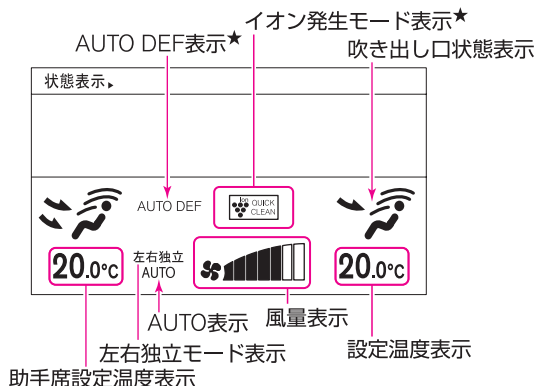 イオン発生モード表示★
AUTO DEF表示★
吹き出し口状態表示
状態表示▸
AUTO DEF
ion QUICK
CLEAN
20.0°c
左右独立
AUTO
20.0°c
AUTO表示
風量表示
左右独立モード表示
設定温度表示
助手席設定温度表示